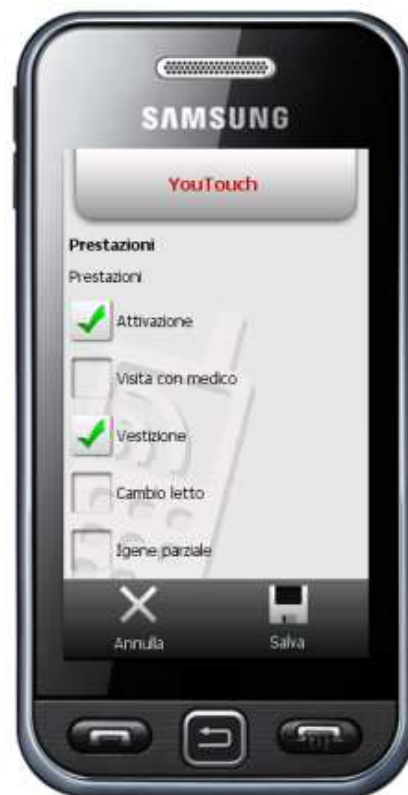 SAMSUNG
YouTouch
Prestazioni
Prestazioni
Attivazione
Visita con medico
Vestizione
Cambio letto
Igene parziale
Annulla
Salva